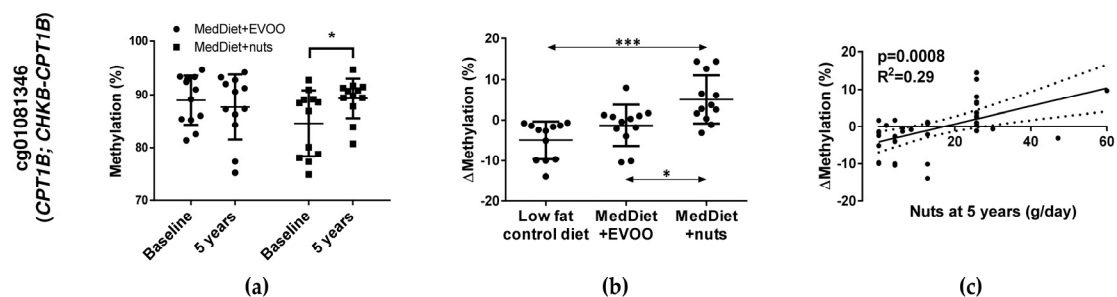 cg01081346
(CPT1B; CHKB-CPT1B)
Methylation (%)
100
90
80
70
MedDiet+EVOO
MedDiet+nuts
*
Baseline
5 years
Baseline
5 years
(a)
ΔMethylation (%)
20
10
0
-10
-20
***
*
Low fat
control diet
MedDiet
+EVOO
MedDiet
+nuts
(b)
ΔMethylation (%)
20
10
0
-10
-20
p=0.0008
R²=0.29
20
40
60
Nuts at 5 years (g/day)
(c)